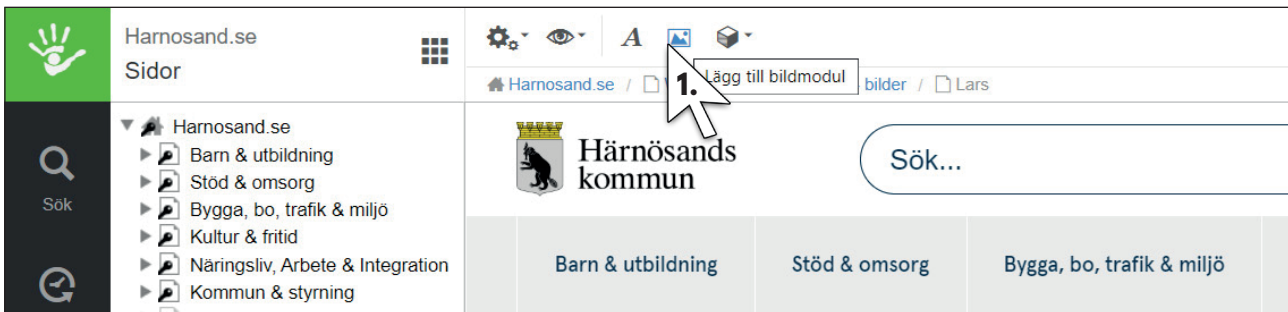 Harnosand.se
Sidor
Sök
Harnosand.se
Barn & utbildning
Stöd & omsorg
Bygga, bo, trafik & miljö
Kultur & fritid
Näringsliv, Arbete & Integration
Kommun & styrning
A
1.
Lägg till bildmodul
Harnosand.se / bilder / Lars
Härnösands
kommun
Sök...
Barn & utbildning Stöd & omsorg Bygga, bo, trafik & miljö